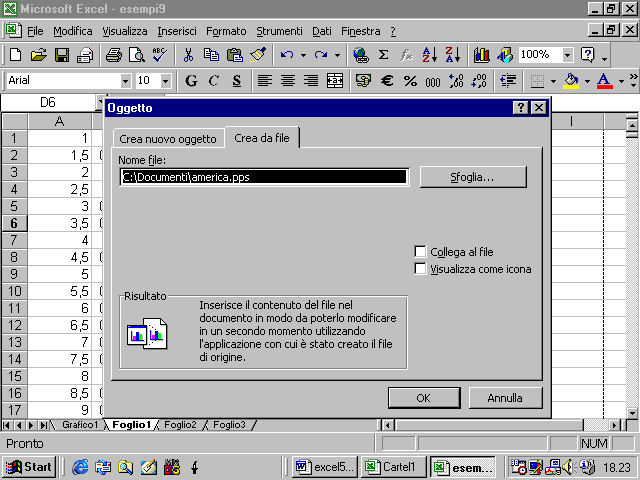 Microsoft Excel - esempi9
File Modifica Visualizza Inserisci Formato Strumenti Dati Finestra ?
ABC Σ fx A Z Z A 100% ?
Arial 10 G C S € % 000 ,00 ,0 A
D6
A I
1 1
2 1,5
3 2
4 2,5
5 3
6 3,5
7 4
8 4,5
9 5
10 5,5
11 6
12 6,5
13 7
14 7,5
15 8
16 8,5
17 9
Oggetto
Crea nuovo oggetto Crea da file
Nome file:
C:\Documenti\america.pps
Sfoglia...
Collega al file
Visualizza come icona
Risultato
Inserisce il contenuto del file nel
documento in modo da poterlo modificare
in un secondo momento utilizzando
l'applicazione con cui è stato creato il file
di origine.
OK Annulla
Grafico1 Foglio1 Foglio2 Foglio3
Pronto NUM
Start excel5... Cartel1 esem... 18.23